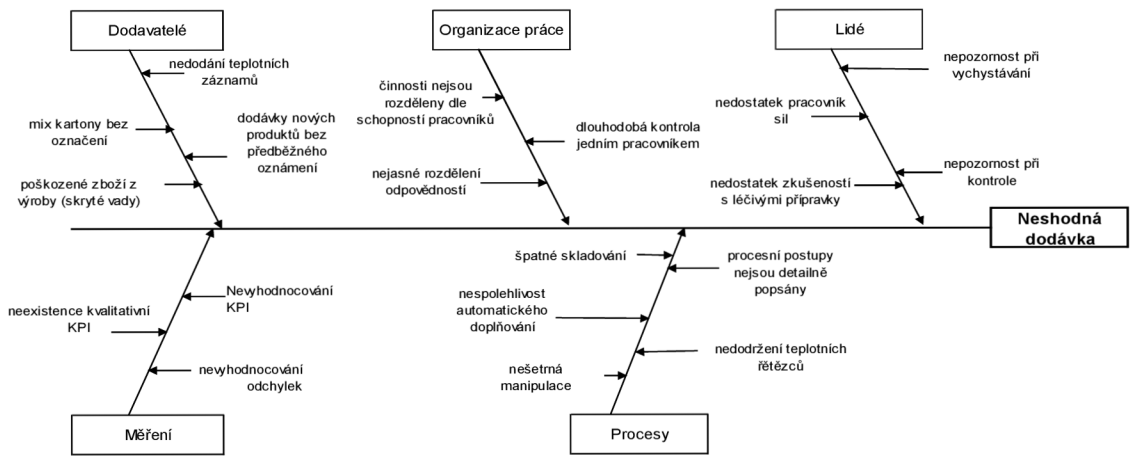 Dodavatelé
Organizace práce
Lidé
nedodání teplotních
záznamů
mix kartony bez
označení
dodávky nových
produktů bez
předběžného
oznámení
poškozené zboží z
výroby (skryté vady)
činnosti nejsou
rozděleny dle
schopností pracovníků
dlouhodobá kontrola
jedním pracovníkem
nejasné rozdělení
odpovědností
nepozornost při
vychystávání
nedostatek pracovník
sil
nepozornost při
kontrole
nedostatek zkušeností
s léčivými přípravky
Neshodná
dodávka
Nevyhodnocování
KPI
neexistence kvalitativní
KPI
nevyhodnocování
odchylek
špatné skladování
procesní postupy
nejsou detailně
popsány
nespolehlivost
automatického
doplňování
nedodržení teplotních
řětězců
nešetrná
manipulace
Měření
Procesy